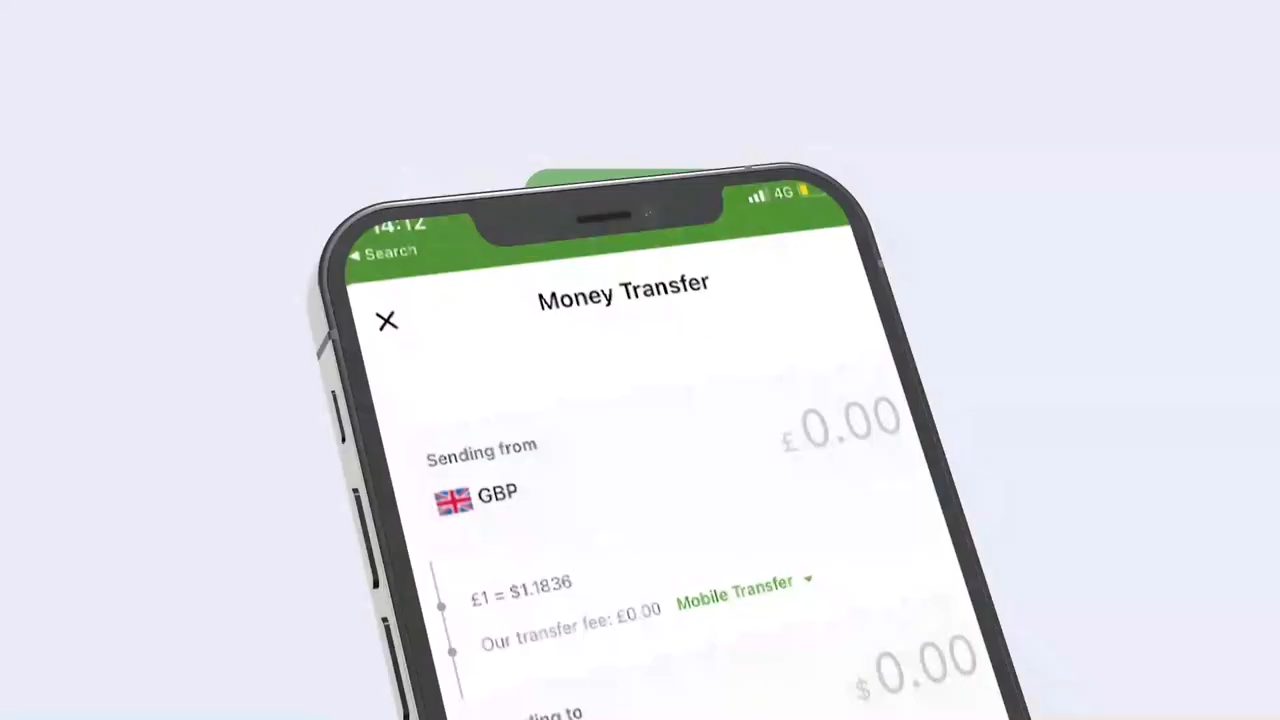 14:12
4G
◀ Search
Money Transfer
£0.00
Sending from
GBP
£1 = $1.1836
Our transfer fee: £0.00 Mobile Transfer
$0.00
to